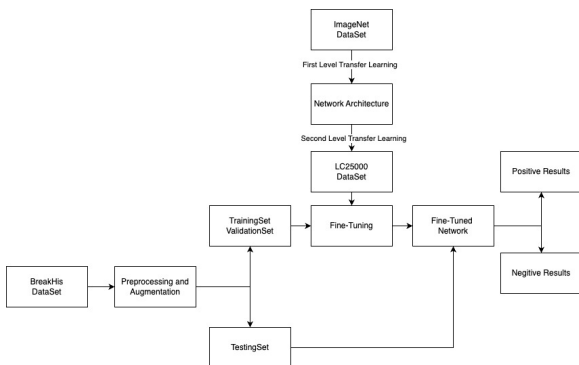 ImageNet
DataSet
First Level Transfer Learning
Network Architecture
Second Level Transfer Learning
LC25000
DataSet
Positive Results
TrainingSet
ValidationSet
Fine-Tuning
Fine-Tuned
Network
Negitive Results
BreakHis
DataSet
Preprocessing and
Augmentation
TestingSet